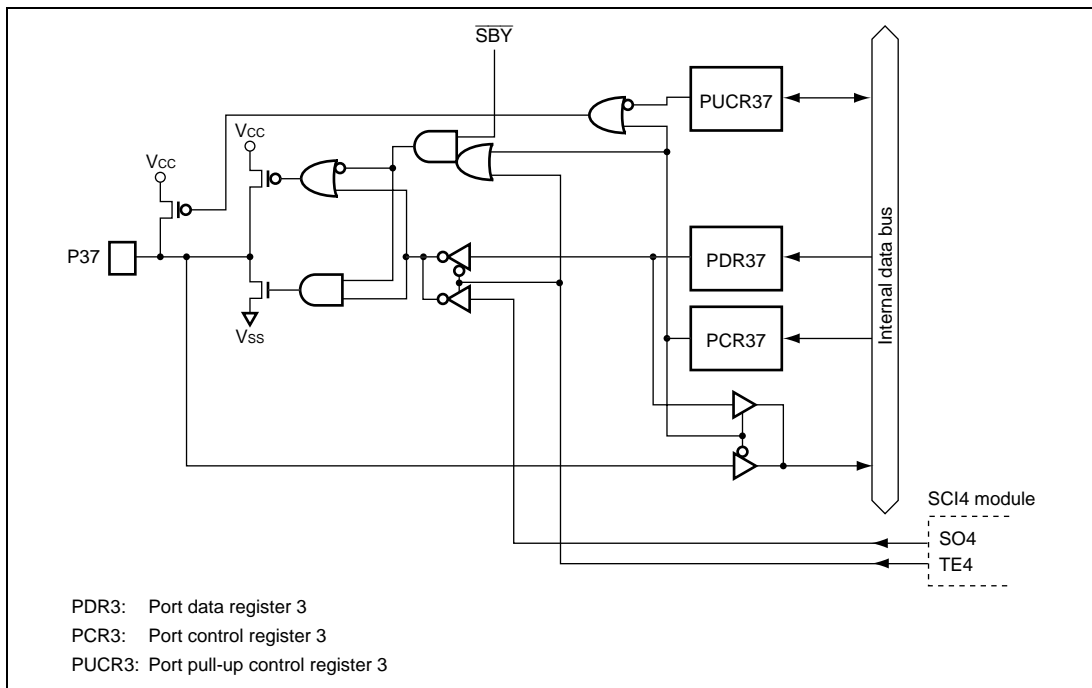 SBY
PUCR37
VCC
VCC
P37
PDR37
VSS
PCR37
Internal data bus
SCI4 module
SO4
TE4
PDR3: Port data register 3
PCR3: Port control register 3
PUCR3: Port pull-up control register 3